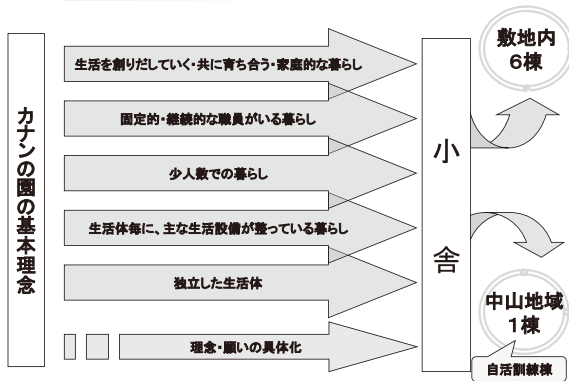 カナンの園の基本理念
生活を創りだしていく・共に育ち合う・家庭的な暮らし
固定的・継続的な職員がいる暮らし
少人数での暮らし
生活体毎に、主な生活設備が整っている暮らし
独立した生活体
理念・願いの具体化
小舎
敷地内
6棟
中山地域
1棟
自活訓練棟